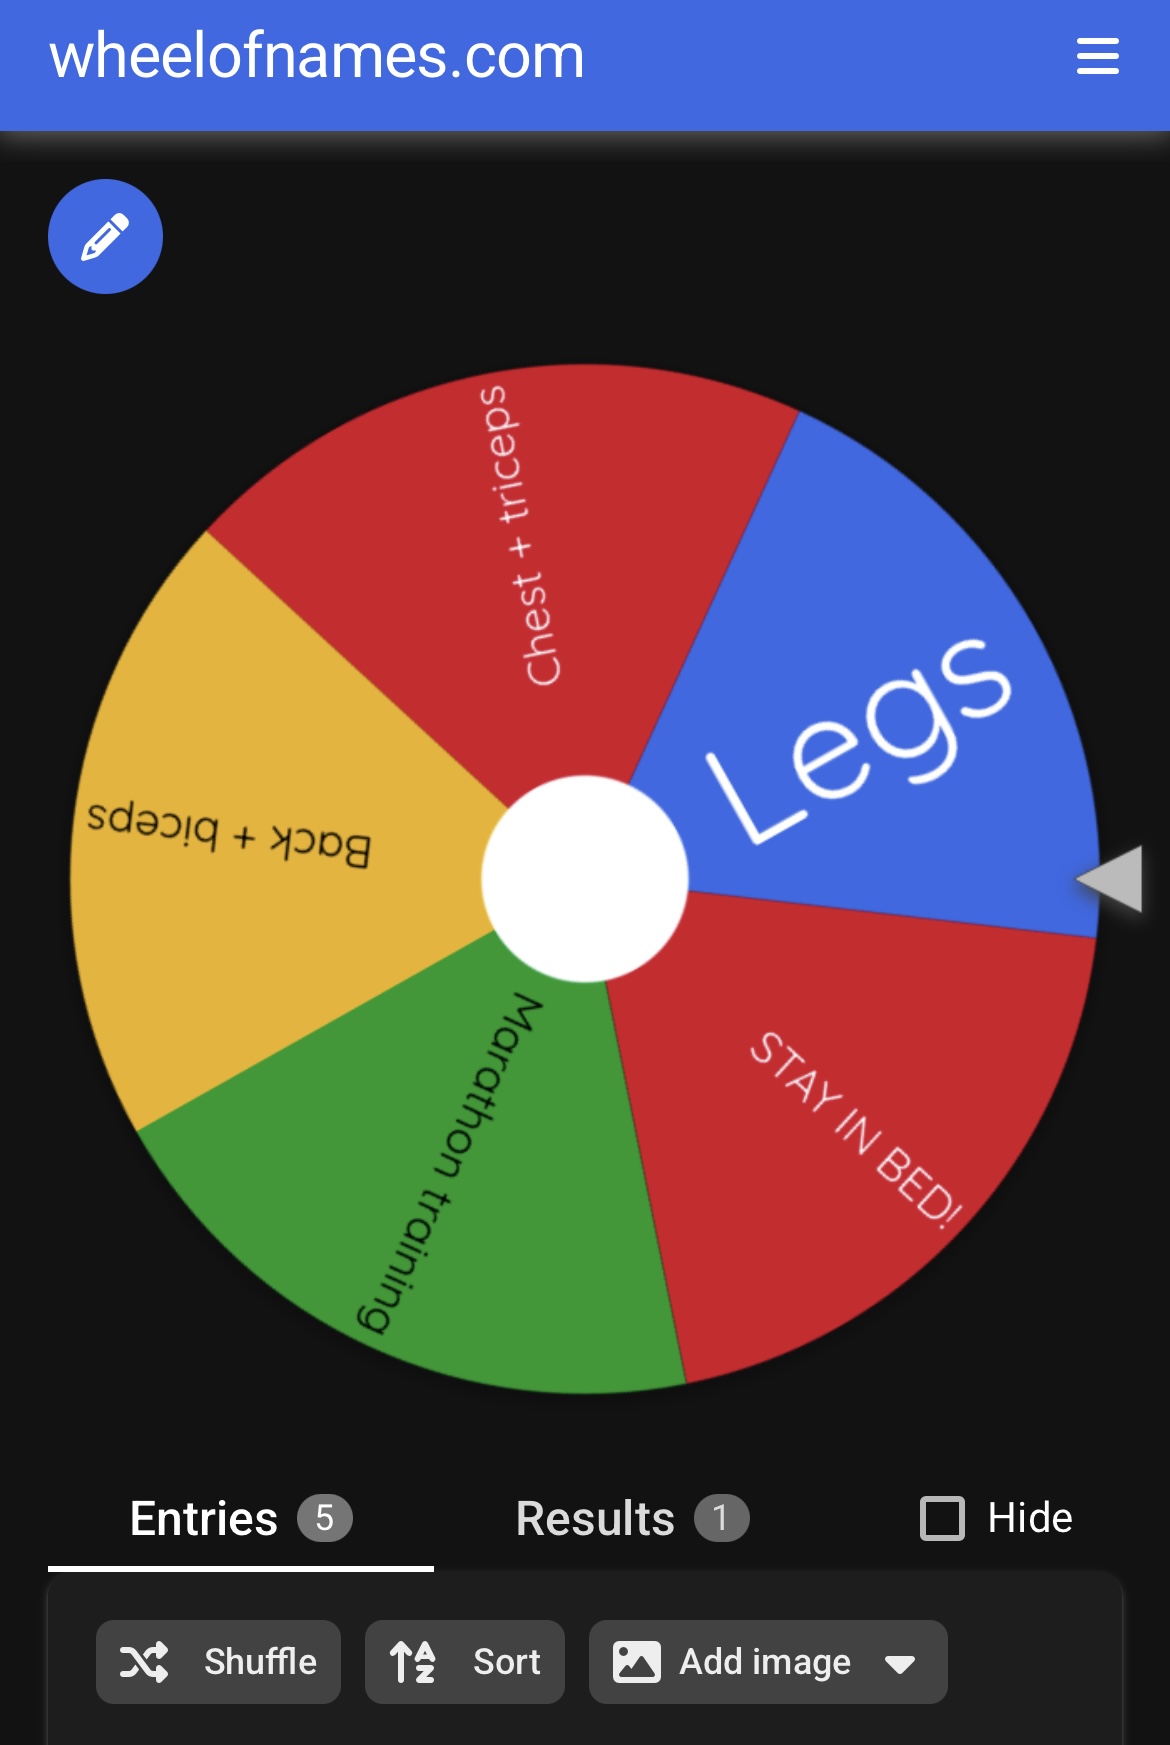 wheelofnames.com
Chest + triceps
Legs
Back + biceps
STAY IN BED!
Marathon training
Entries 5 Results 1 Hide
Shuffle Sort Add image